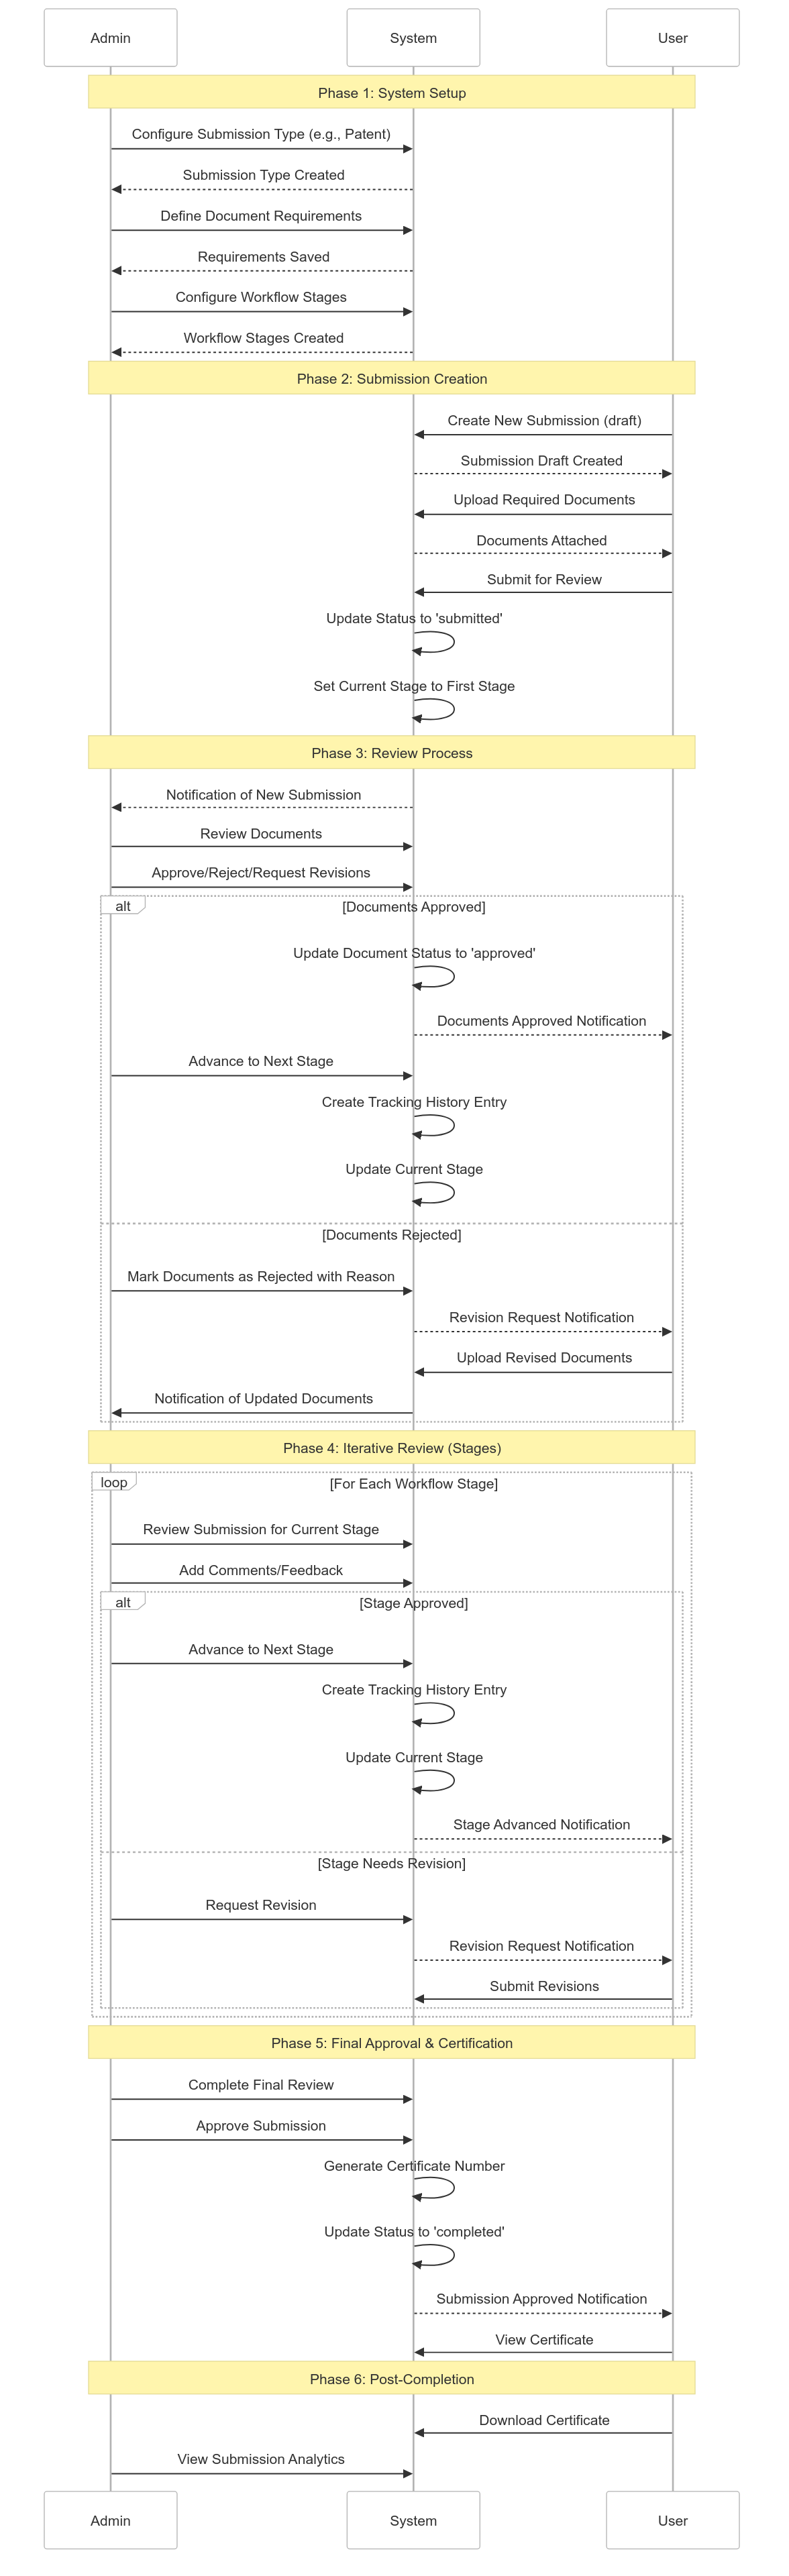 Admin
System
User
Phase 1: System Setup
Configure Submission Type (e.g., Patent)
Submission Type Created
Define Document Requirements
Requirements Saved
Configure Workflow Stages
Workflow Stages Created
Phase 2: Submission Creation
Create New Submission (draft)
Submission Draft Created
Upload Required Documents
Documents Attached
Submit for Review
Update Status to 'submitted'
Set Current Stage to First Stage
Phase 3: Review Process
Notification of New Submission
Review Documents
Approve/Reject/Request Revisions
alt
[Documents Approved]
Update Document Status to 'approved'
Documents Approved Notification
Advance to Next Stage
Create Tracking History Entry
Update Current Stage
[Documents Rejected]
Mark Documents as Rejected with Reason
Revision Request Notification
Upload Revised Documents
Notification of Updated Documents
Phase 4: Iterative Review (Stages)
loop
[For Each Workflow Stage]
Review Submission for Current Stage
Add Comments/Feedback
alt
[Stage Approved]
Advance to Next Stage
Create Tracking History Entry
Update Current Stage
Stage Advanced Notification
[Stage Needs Revision]
Request Revision
Revision Request Notification
Submit Revisions
Phase 5: Final Approval & Certification
Complete Final Review
Approve Submission
Generate Certificate Number
Update Status to 'completed'
Submission Approved Notification
View Certificate
Phase 6: Post-Completion
Download Certificate
View Submission Analytics
Admin
System
User